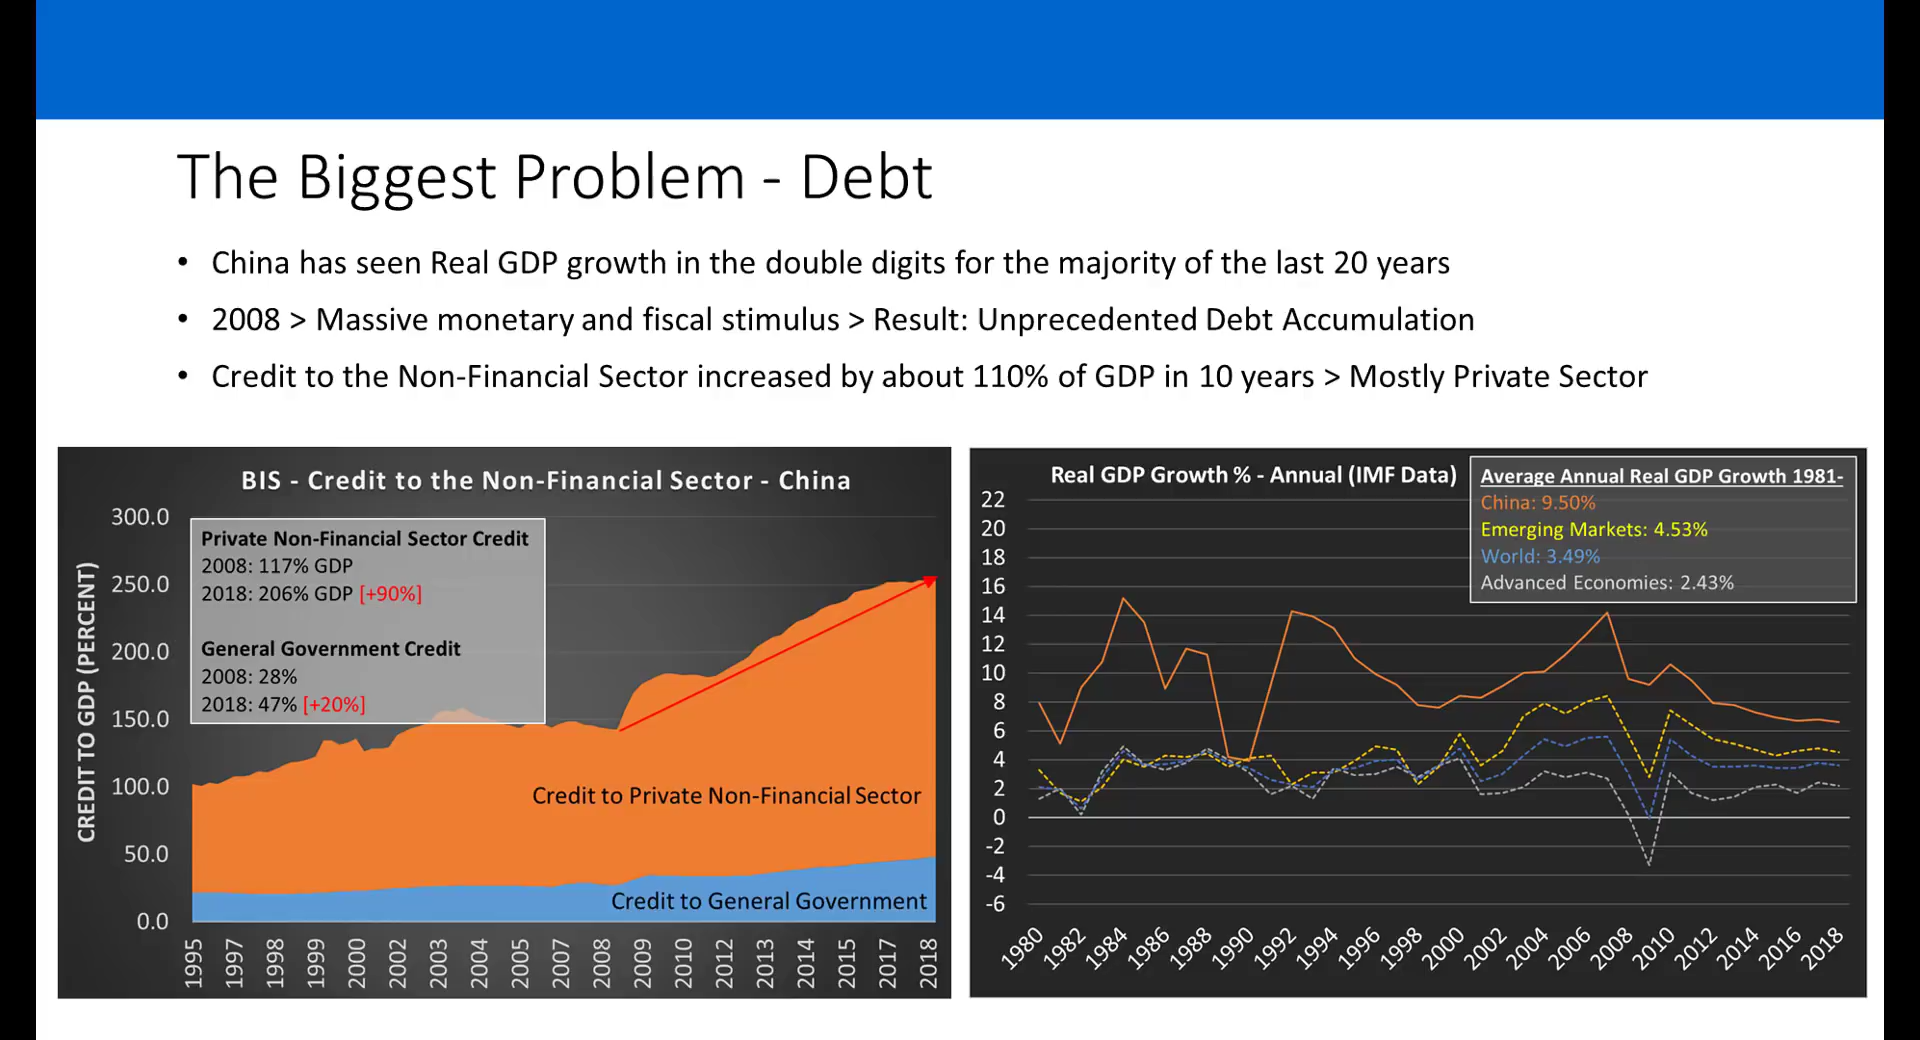 The Biggest Problem - Debt
• China has seen Real GDP growth in the double digits for the majority of the last 20 years
• 2008 > Massive monetary and fiscal stimulus > Result: Unprecedented Debt Accumulation
• Credit to the Non-Financial Sector increased by about 110% of GDP in 10 years > Mostly Private Sector
BIS - Credit to the Non-Financial Sector - China
CREDIT TO GDP (PERCENT)
300.0
250.0
200.0
150.0
100.0
50.0
0.0
Private Non-Financial Sector Credit
2008: 117% GDP
2018: 206% GDP [+90%]
General Government Credit
2008: 28%
2018: 47% [+20%]
Credit to Private Non-Financial Sector
Credit to General Government
1995 1997 1998 1999 2000 2002 2003 2004 2005 2007 2008 2009 2010 2012 2013 2014 2015 2017 2018
Real GDP Growth % - Annual (IMF Data)
Average Annual Real GDP Growth 1981-
China: 9.50%
Emerging Markets: 4.53%
World: 3.49%
Advanced Economies: 2.43%
22
20
18
16
14
12
10
8
6
4
2
0
-2
-4
-6
1980 1982 1984 1986 1988 1990 1992 1994 1996 1998 2000 2002 2004 2006 2008 2010 2012 2014 2016 2018